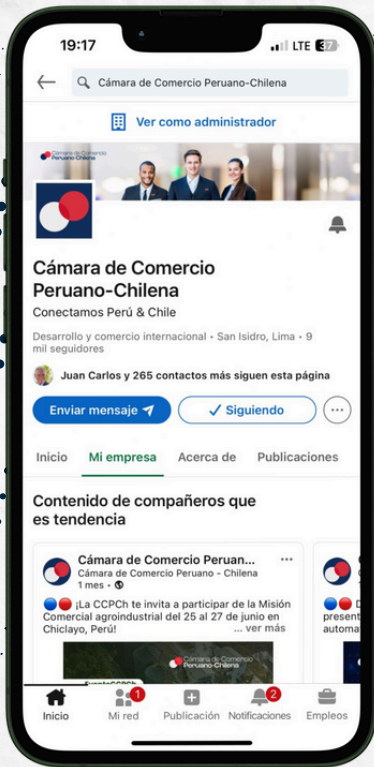 19:17
LTE 37
Cámara de Comercio Peruano-Chilena
Ver como administrador
Cámara de Comercio
Peruano-Chilena
Cámara de Comercio
Peruano-Chilena
Conectamos Perú & Chile
Desarrollo y comercio internacional · San Isidro, Lima · 9
mil seguidores
Juan Carlos y 265 contactos más siguen esta página
Enviar mensaje
Siguiendo
Inicio
Mi empresa
Acerca de
Publicaciones
Contenido de compañeros que
es tendencia
Cámara de Comercio Peruan...
Cámara de Comercio Peruano - Chilena
1 mes ·
¡La CCPCh te invita a participar de la Misión
Comercial agroindustrial del 25 al 27 de junio en
Chiclayo, Perú!
... ver más
present
automa
Cámara de Comercio
Peruano-Chilena
1
2
Inicio
Mi red
Publicación
Notificaciones
Empleos